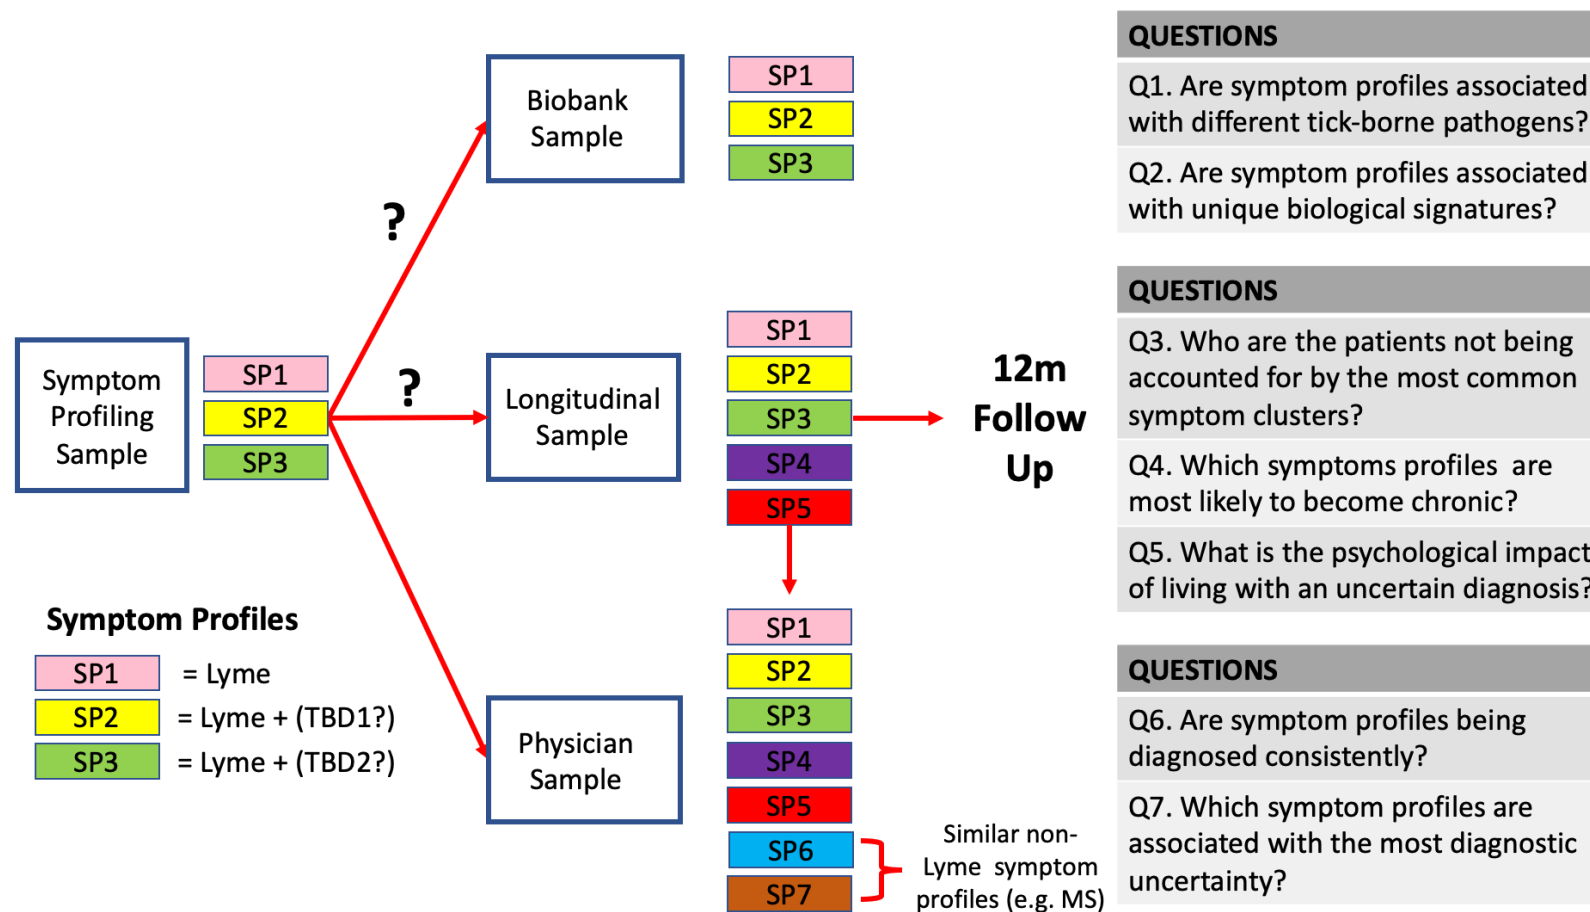 Biobank
Sample
SP1
SP2
SP3
?
QUESTIONS
Q1. Are symptom profiles associated
with different tick-borne pathogens?
Q2. Are symptom profiles associated
with unique biological signatures?
Symptom
Profiling
Sample
SP1
SP2
SP3
?
Longitudinal
Sample
SP1
SP2
SP3
SP4
SP5
12m
Follow
Up
QUESTIONS
Q3. Who are the patients not being
accounted for by the most common
symptom clusters?
Q4. Which symptoms profiles are
most likely to become chronic?
Q5. What is the psychological impact
of living with an uncertain diagnosis?
Symptom Profiles
SP1 = Lyme
SP2 = Lyme + (TBD1?)
SP3 = Lyme + (TBD2?)
Physician
Sample
SP1
SP2
SP3
SP4
SP5
SP6
SP7
Similar non-
Lyme symptom
profiles (e.g. MS)
QUESTIONS
Q6. Are symptom profiles being
diagnosed consistently?
Q7. Which symptom profiles are
associated with the most diagnostic
uncertainty?